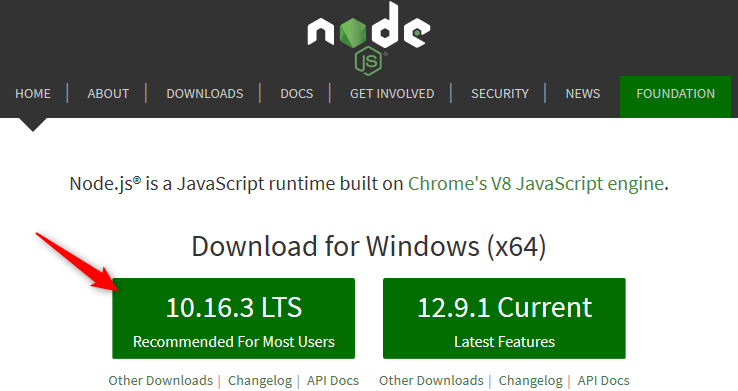 node
JS
HOME | ABOUT | DOWNLOADS | DOCS | GET INVOLVED | SECURITY | NEWS FOUNDATION
Node.js® is a JavaScript runtime built on Chrome's V8 JavaScript engine.
Download for Windows (x64)
10.16.3 LTS 12.9.1 Current
Recommended For Most Users Latest Features
Other Downloads | Changelog | API Docs Other Downloads | Changelog | API Docs